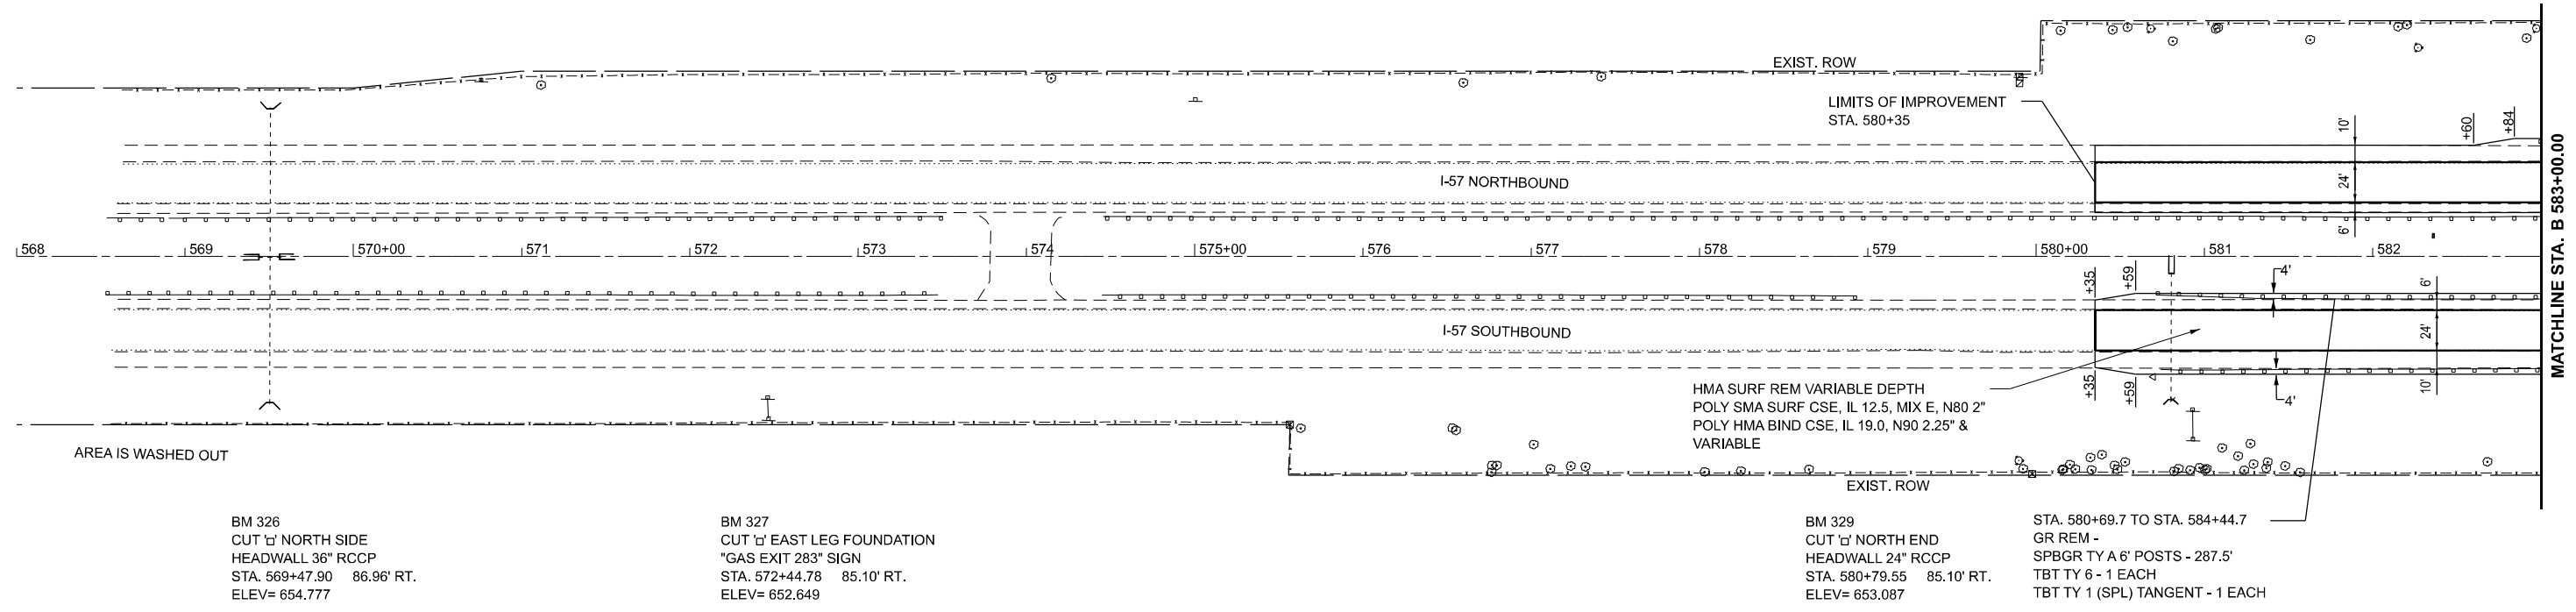 EXIST. ROW
LIMITS OF IMPROVEMENT
STA. 580+35
10'
+60
+84
I-57 NORTHBOUND
24'
6'
568
569
570+00
571
572
573
574
575+00
576
577
578
579
580+00
581
582
MATCHLINE STA. B 583+00.00
+35
+59
4'
6'
I-57 SOUTHBOUND
24'
+35
+59
4'
10'
HMA SURF REM VARIABLE DEPTH
POLY SMA SURF CSE, IL 12.5, MIX E, N80 2"
POLY HMA BIND CSE, IL 19.0, N90 2.25" &
VARIABLE
AREA IS WASHED OUT
EXIST. ROW
BM 326
CUT '□' NORTH SIDE
HEADWALL 36" RCCP
STA. 569+47.90 86.96' RT.
ELEV= 654.777
BM 327
CUT '□' EAST LEG FOUNDATION
"GAS EXIT 283" SIGN
STA. 572+44.78 85.10' RT.
ELEV= 652.649
BM 329
CUT '□' NORTH END
HEADWALL 24" RCCP
STA. 580+79.55 85.10' RT.
ELEV= 653.087
STA. 580+69.7 TO STA. 584+44.7
GR REM -
SPBGR TY A 6' POSTS - 287.5'
TBT TY 6 - 1 EACH
TBT TY 1 (SPL) TANGENT - 1 EACH